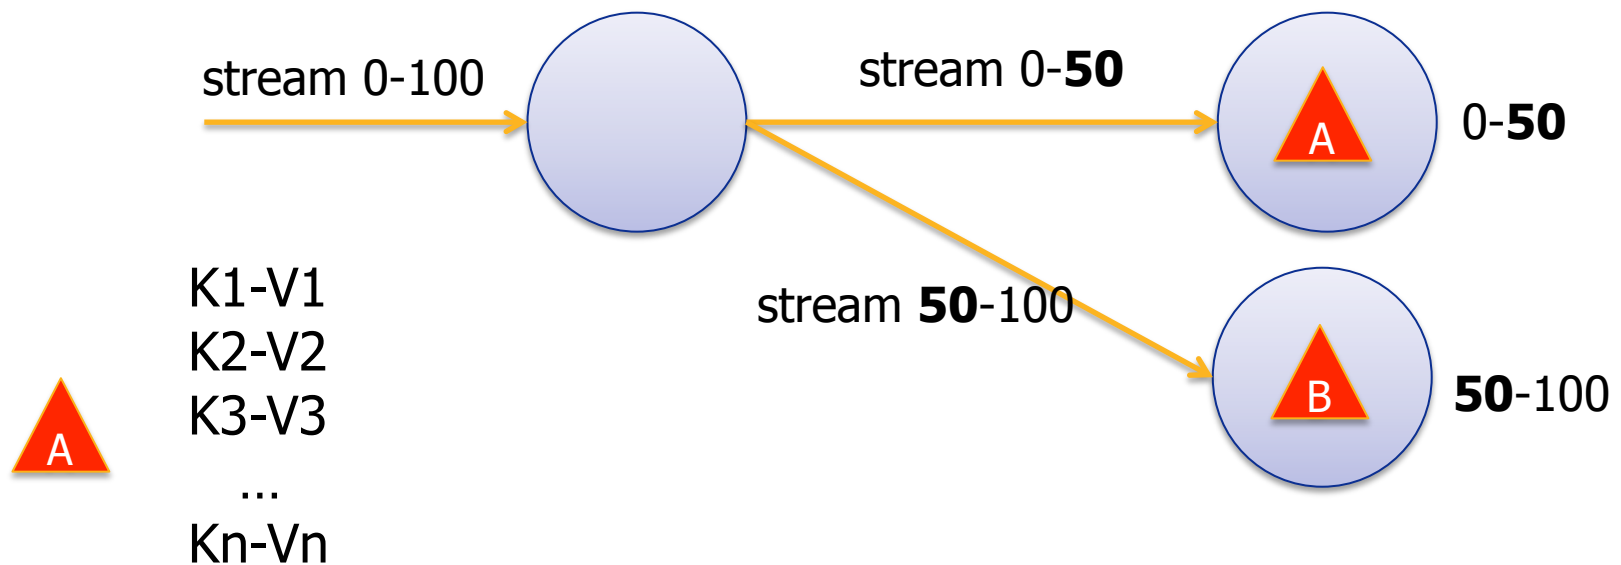 stream 0-100
stream 0-50
A
0-50
stream 50-100
B
50-100
A
K1-V1
K2-V2
K3-V3
...
Kn-Vn